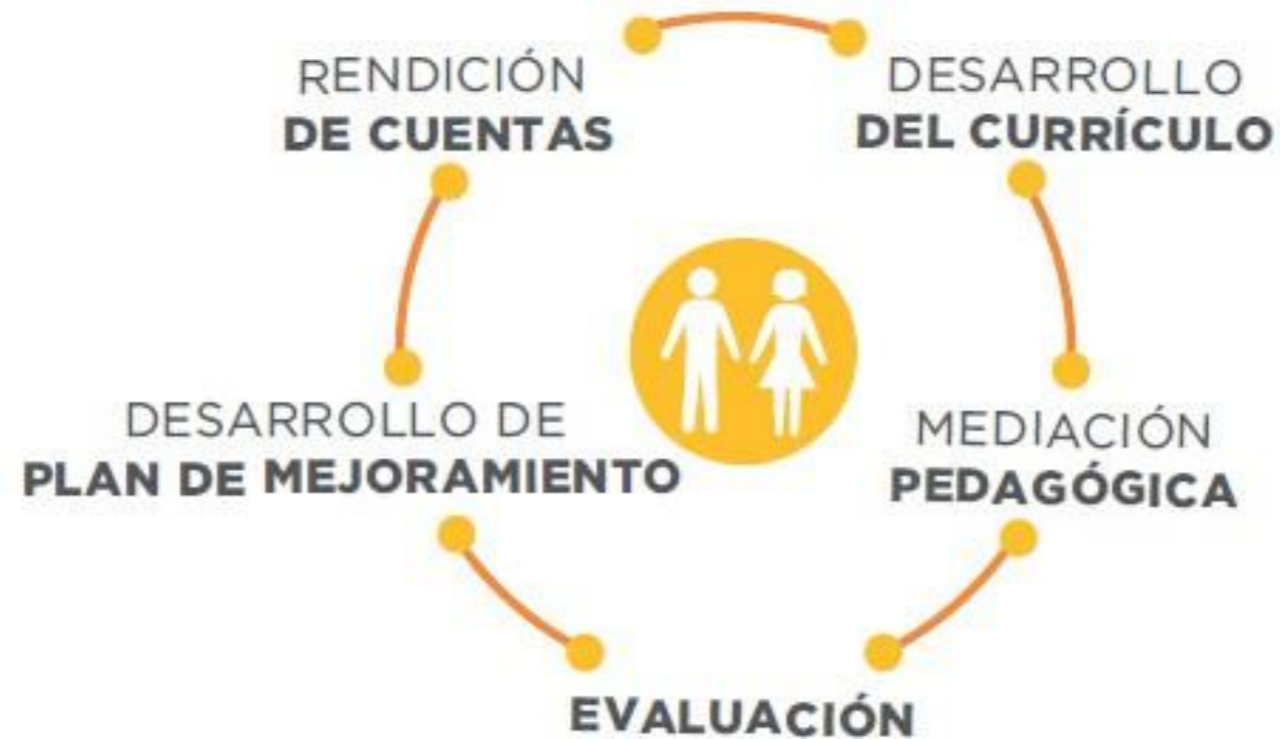 RENDICIÓN
DE CUENTAS
DESARROLLO
DEL CURRÍCULO
DESARROLLO DE
PLAN DE MEJORAMIENTO
MEDIACIÓN
PEDAGÓGICA
EVALUACIÓN